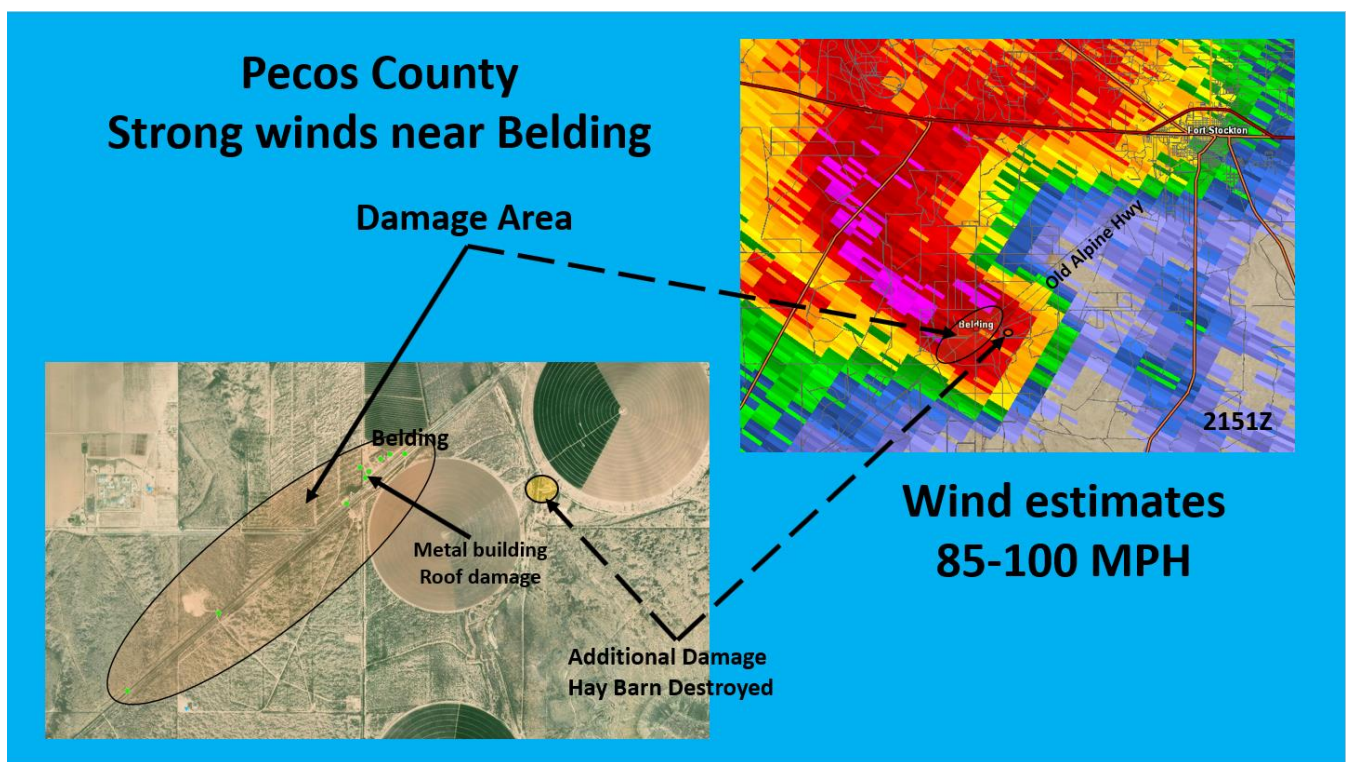 Pecos County
Strong winds near Belding
Damage Area
Fort Stockton
Old Alpine Hwy
Belding
2151Z
Belding
Metal building
Roof damage
Additional Damage
Hay Barn Destroyed
Wind estimates
85-100 MPH